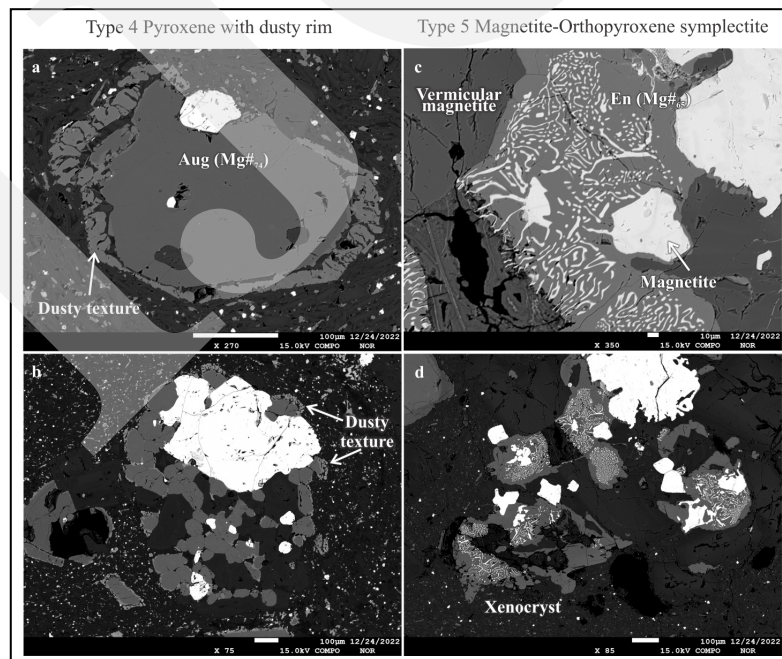 Type 4 Pyroxene with dusty rim
Type 5 Magnetite-Orthopyroxene symplectite
a
Aug (Mg#74)
Dusty texture
100µm 12/24/2022
X 270 15.0kV COMPO NOR
c
Vermicular
magnetite
En (Mg#65)
Magnetite
10µm 12/24/2022
X 350 15.0kV COMPO NOR
b
Dusty
texture
100µm 12/24/2022
X 75 15.0kV COMPO NOR
d
Xenocryst
100µm 12/24/2022
X 85 15.0kV COMPO NOR